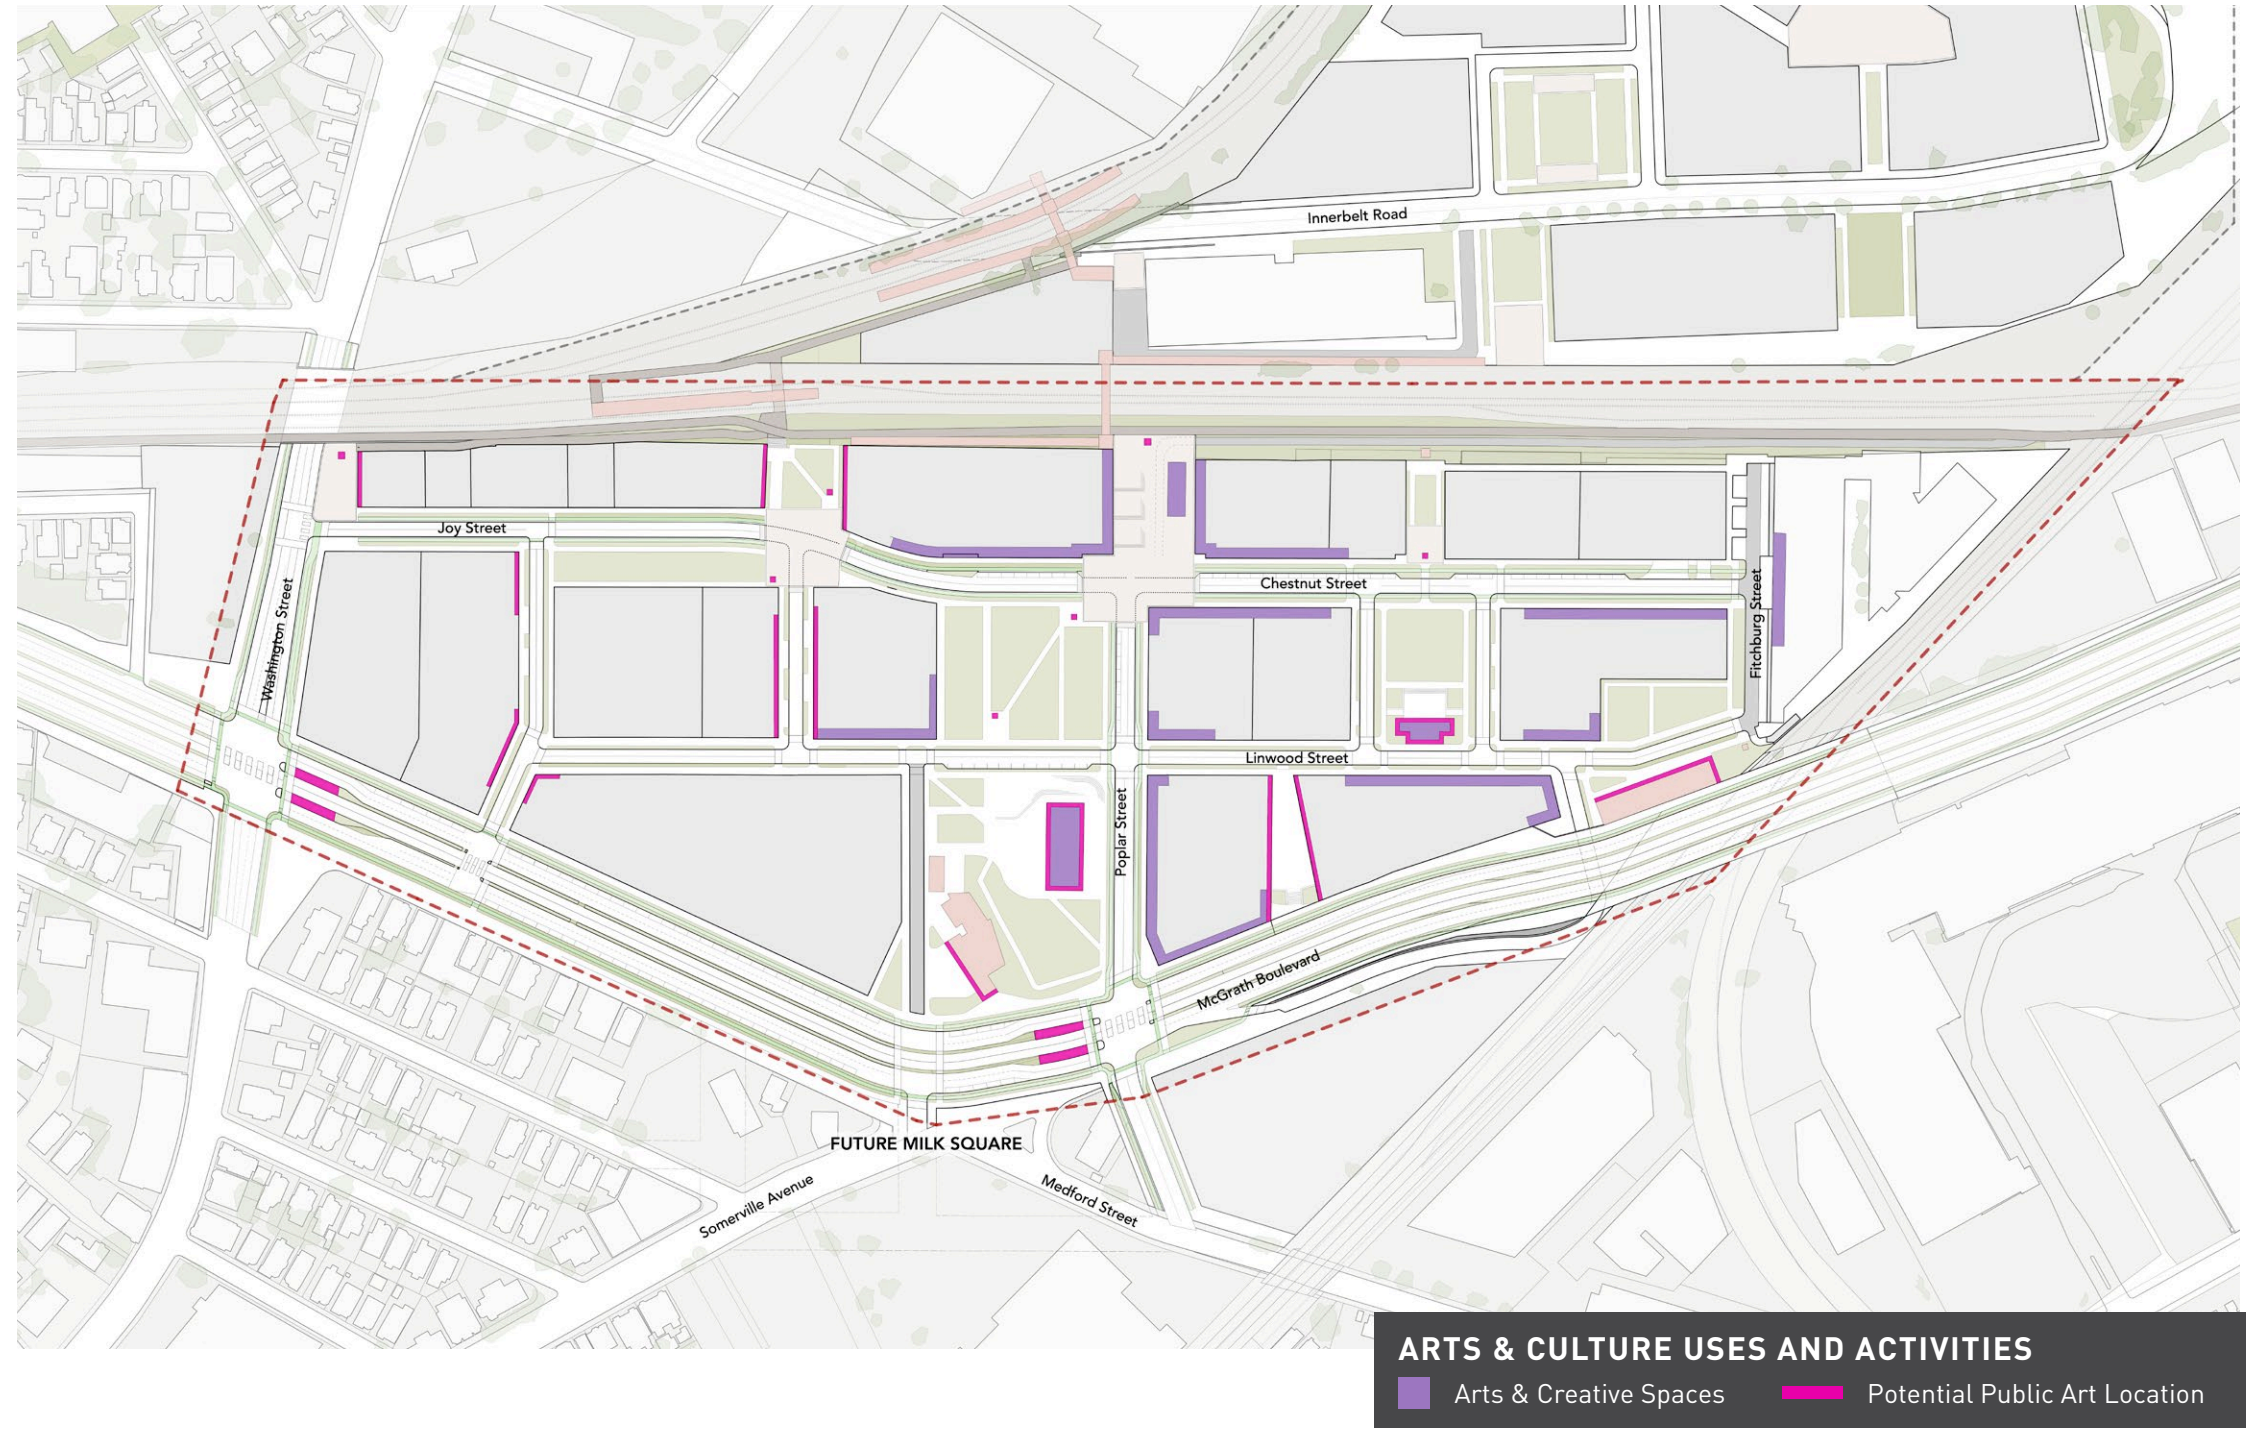 Innerbelt Road
Joy Street
Chestnut Street
Washington Street
Fitchburg Street
Linwood Street
Poplar Street
McGrath Boulevard
FUTURE MILK SQUARE
Somerville Avenue
Medford Street
ARTS & CULTURE USES AND ACTIVITIES
Arts & Creative Spaces
Potential Public Art Location